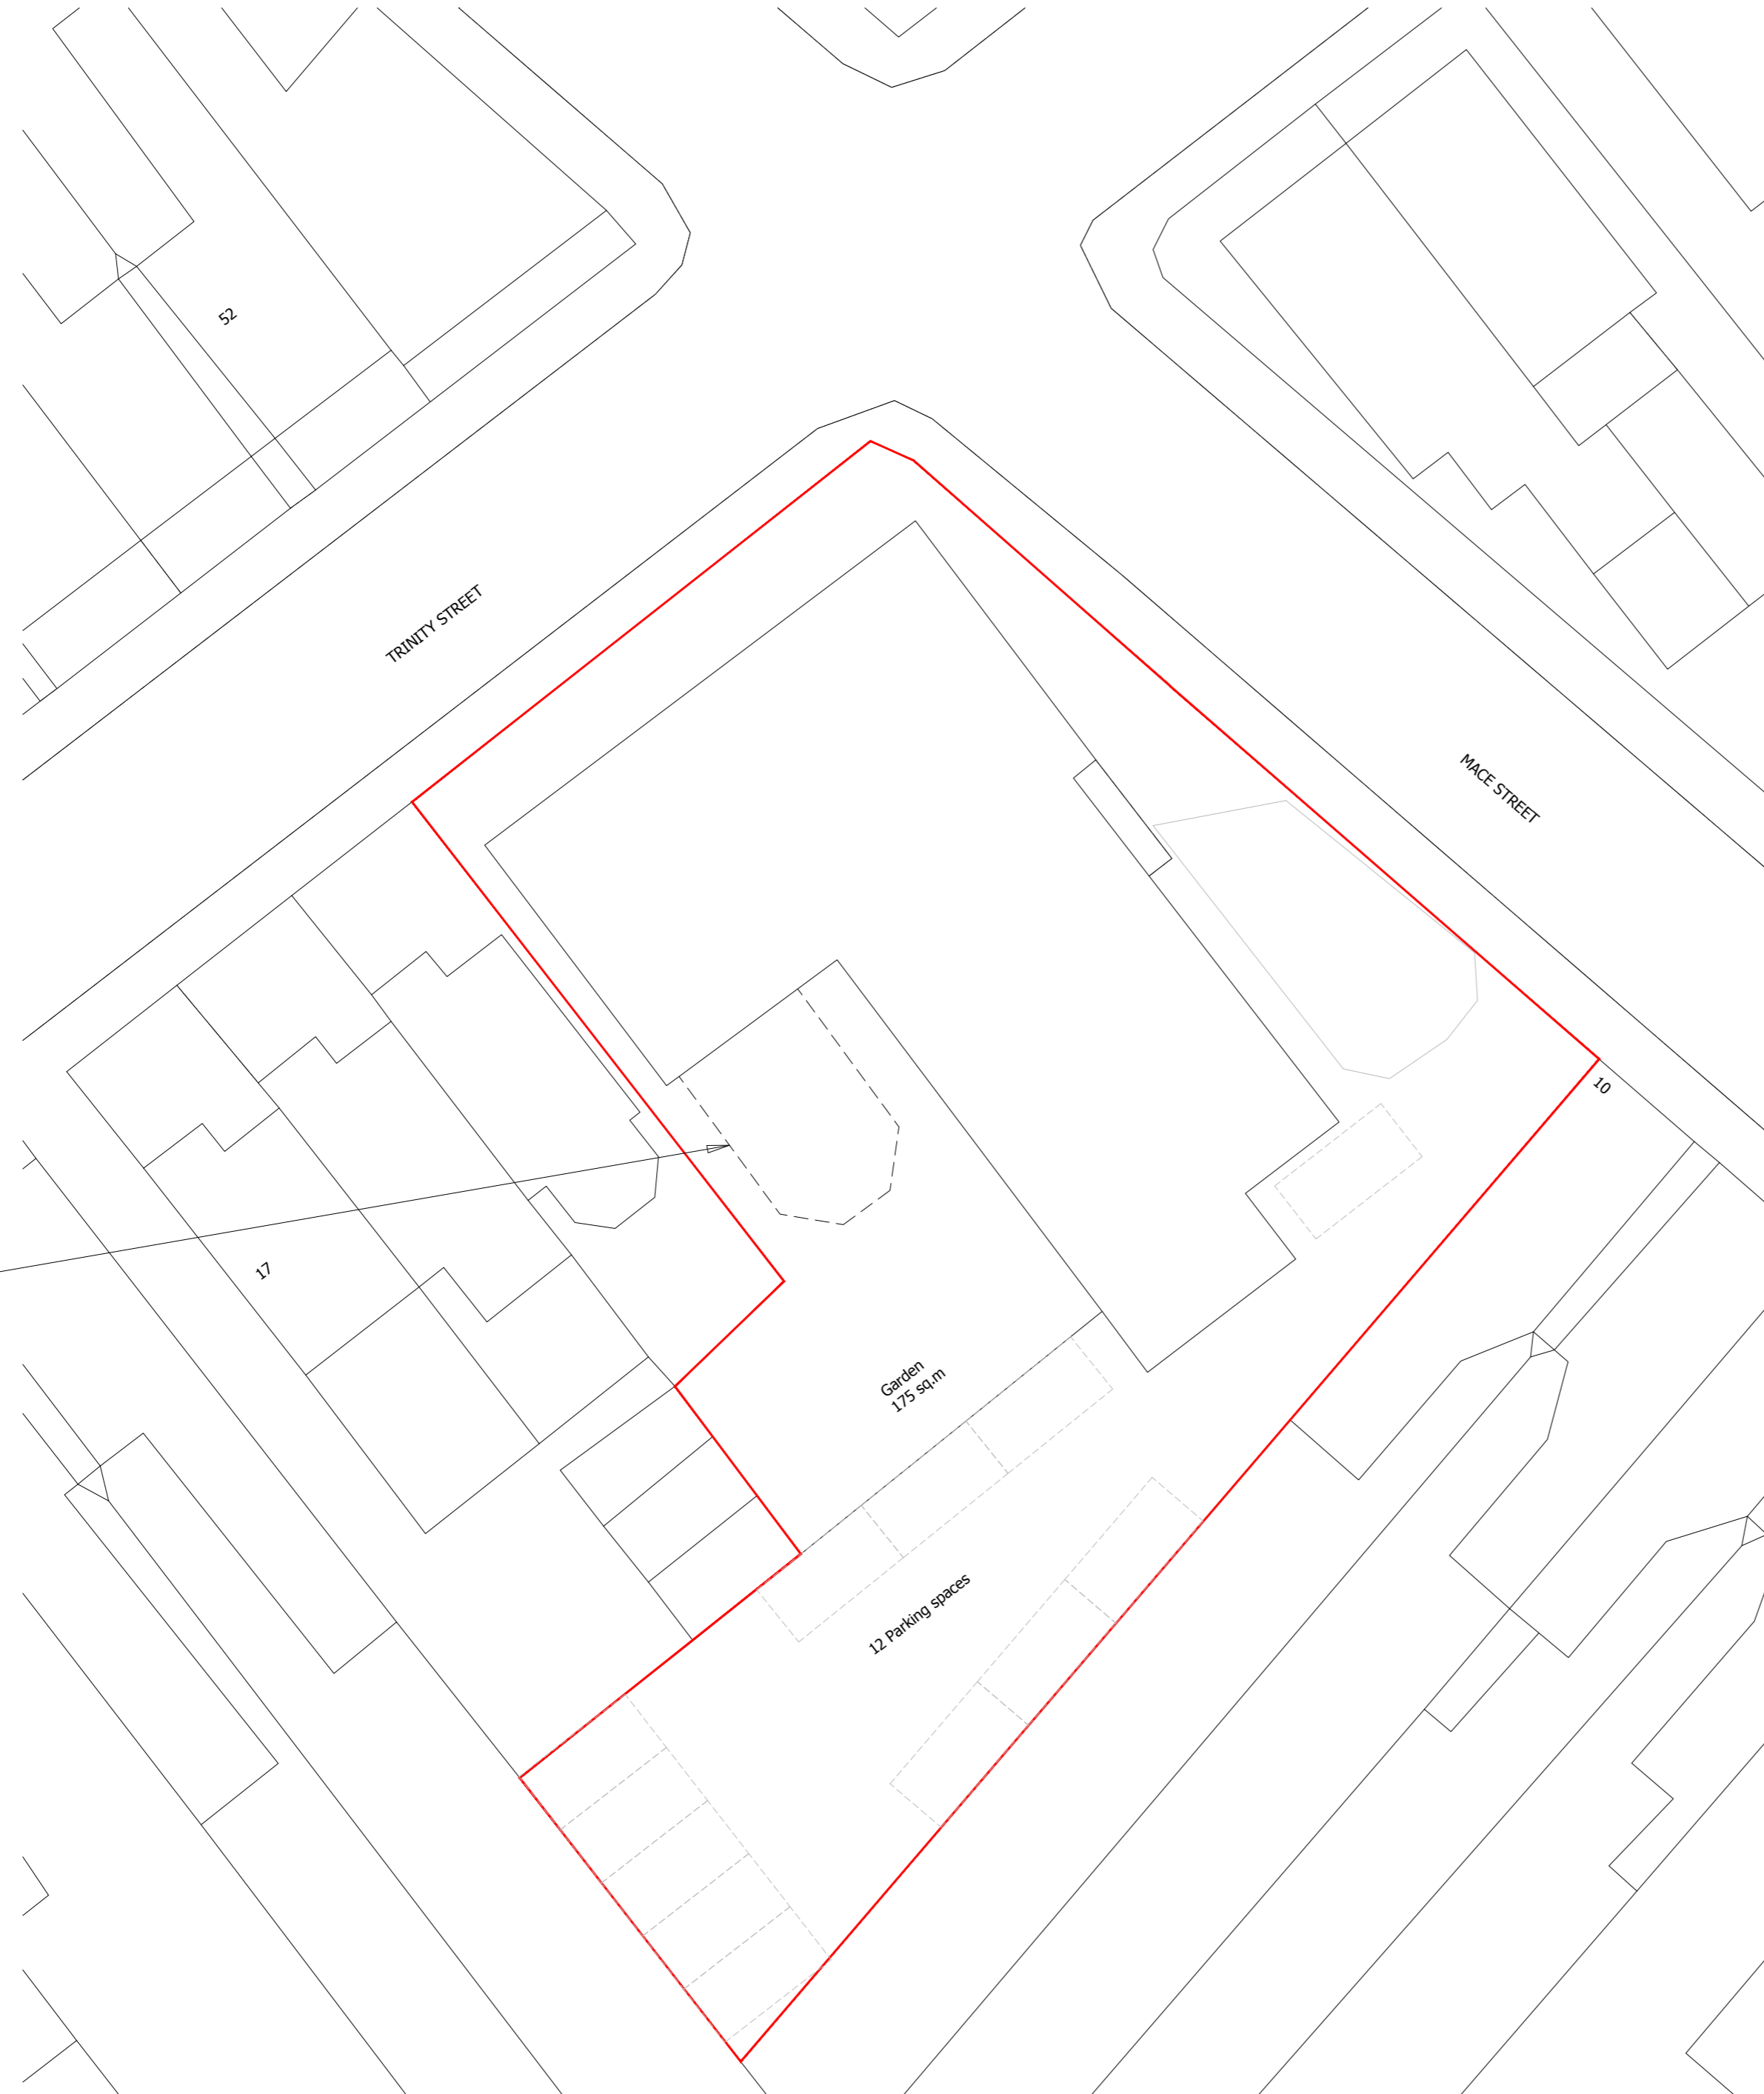 52
TRINITY STREET
MACE STREET
10
17
Garden
175 sq.m
12 Parking spaces